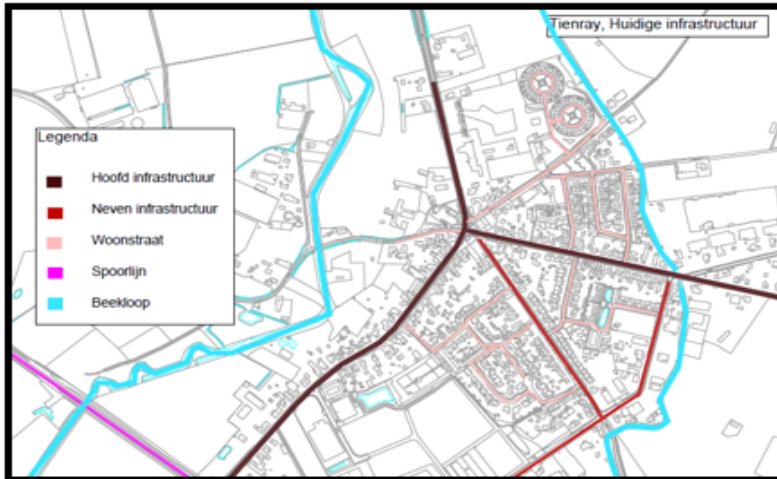 Tienray, Huidige infrastructuur
Legenda
Hoofd infrastructuur
Neven infrastructuur
Woonstraat
Spoorlijn
Beekloop